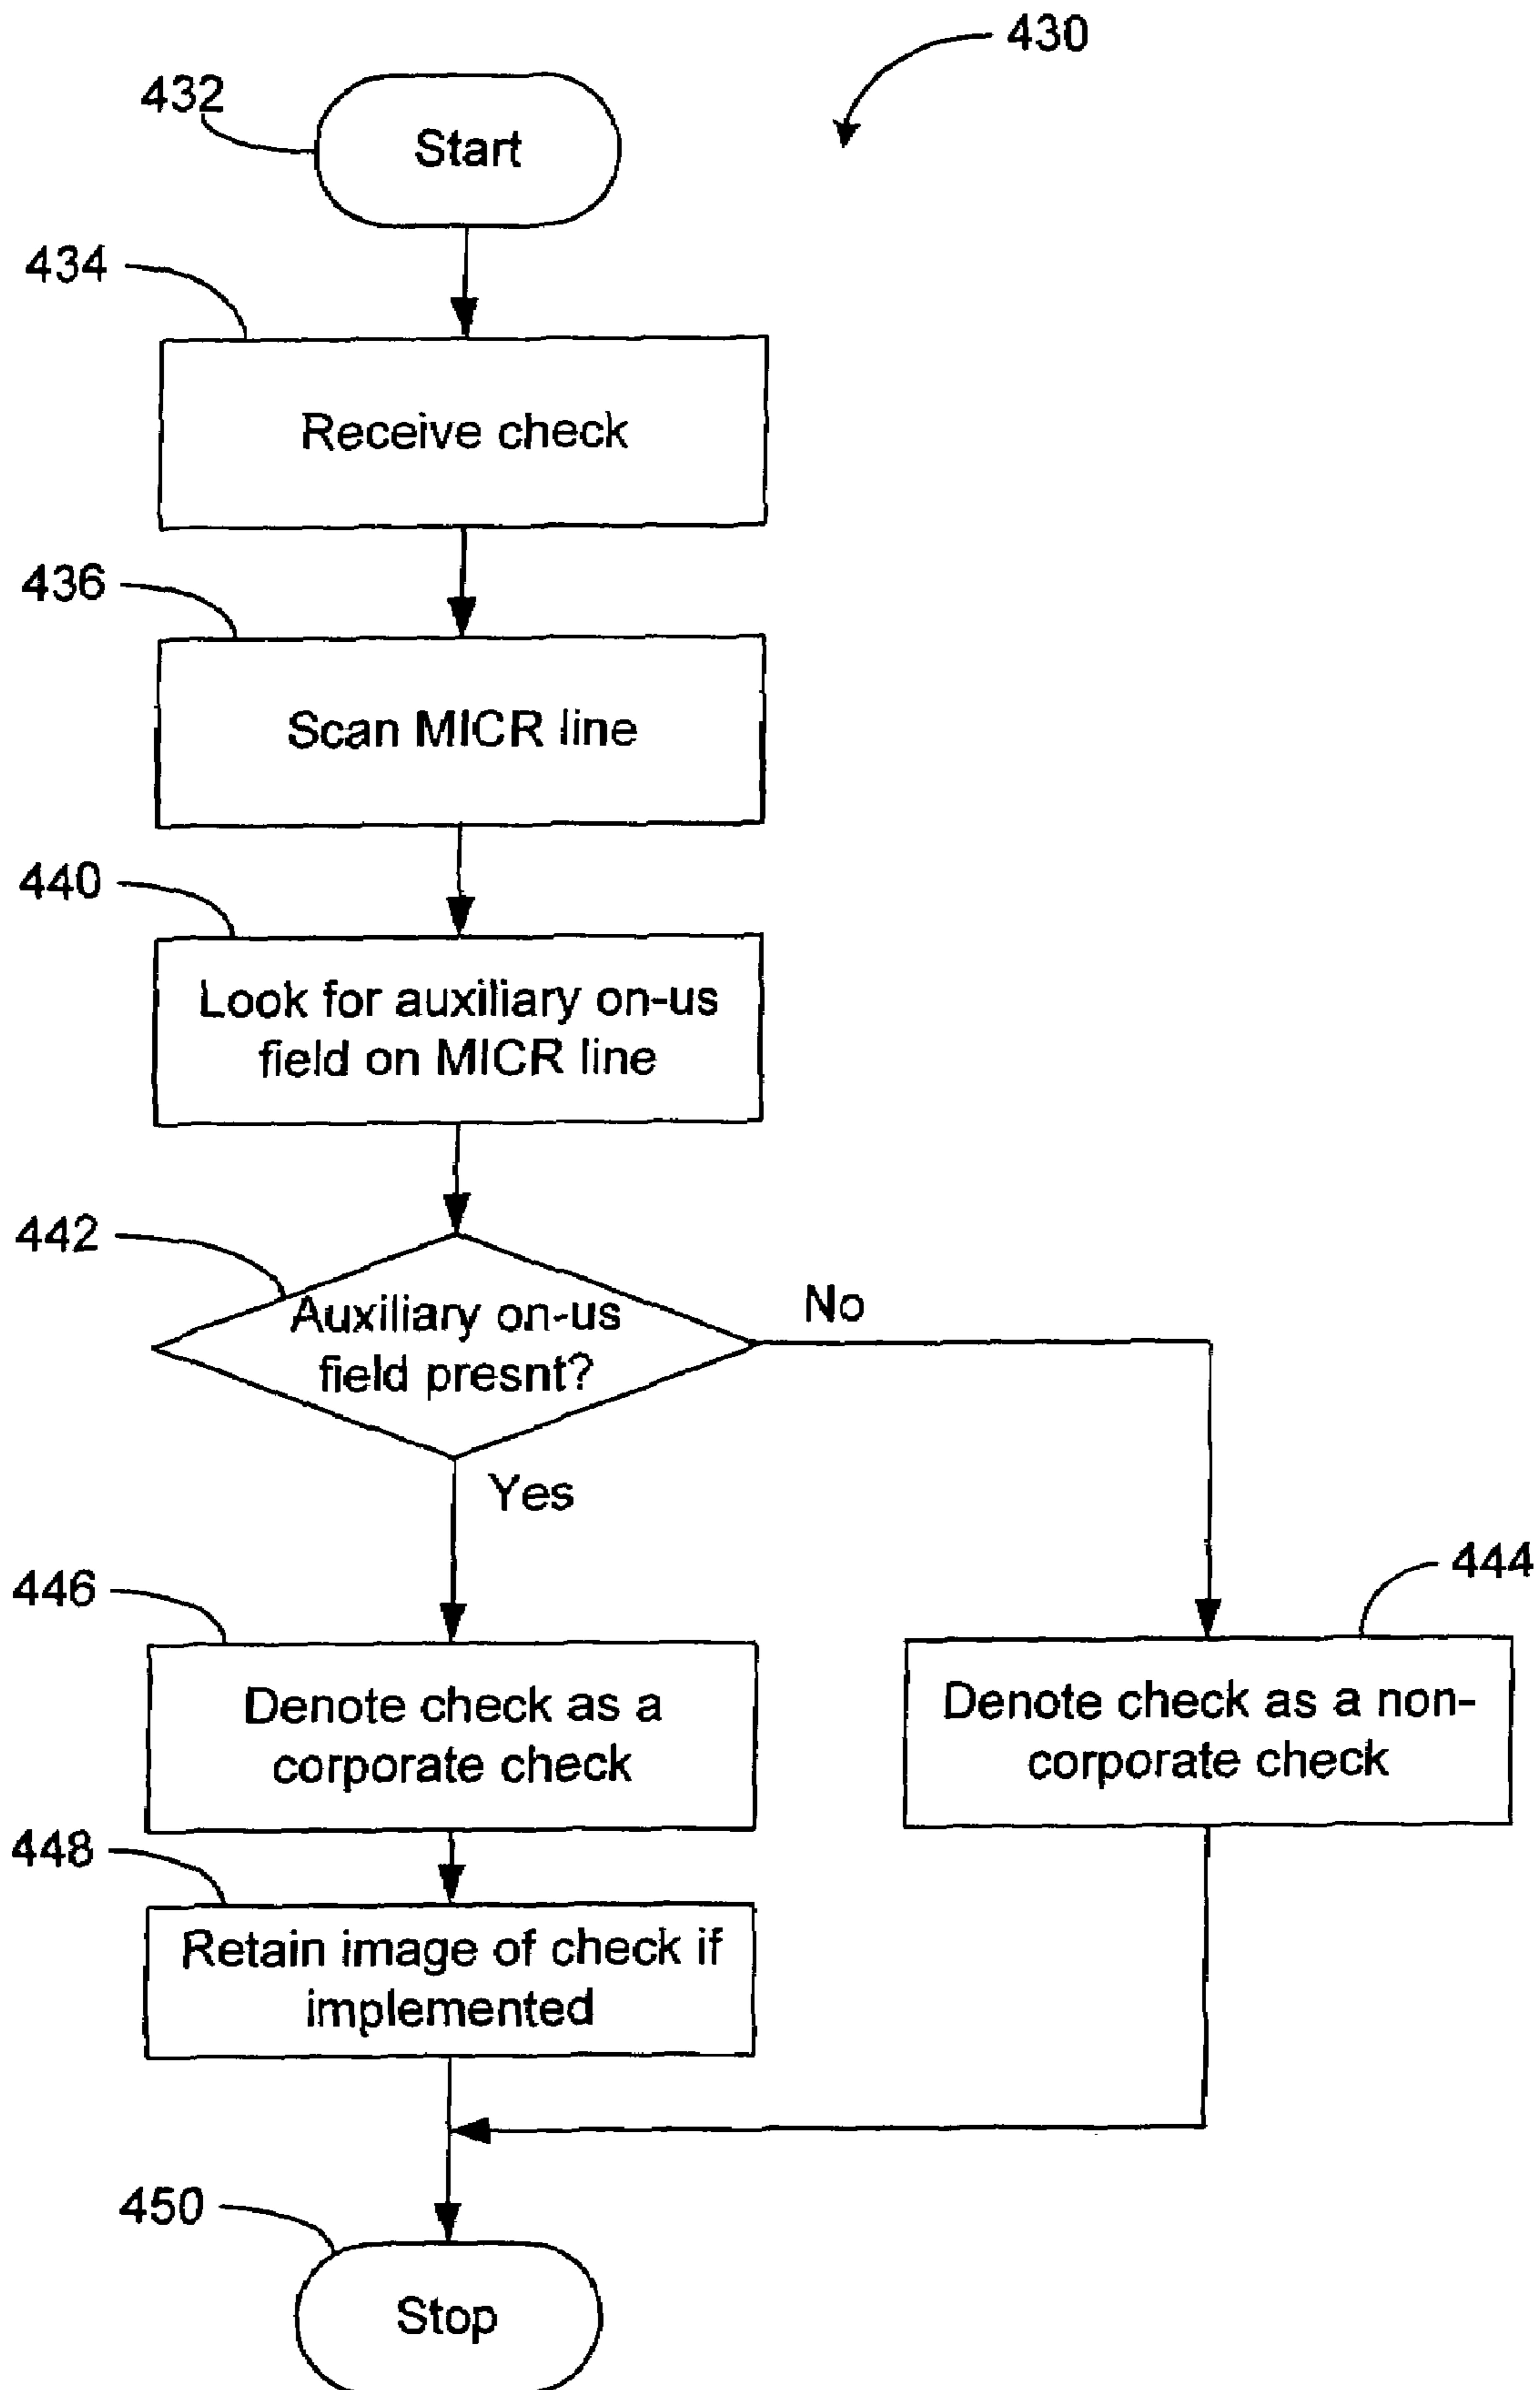 430
432
Start
434
Receive check
436
Scan MICR line
440
Look for auxiliary on-us
field on MICR line
442
Auxiliary on-us
field presnt?
No
Yes
446
Denote check as a
corporate check
444
Denote check as a non-
corporate check
448
Retain image of check if
implemented
450
Stop